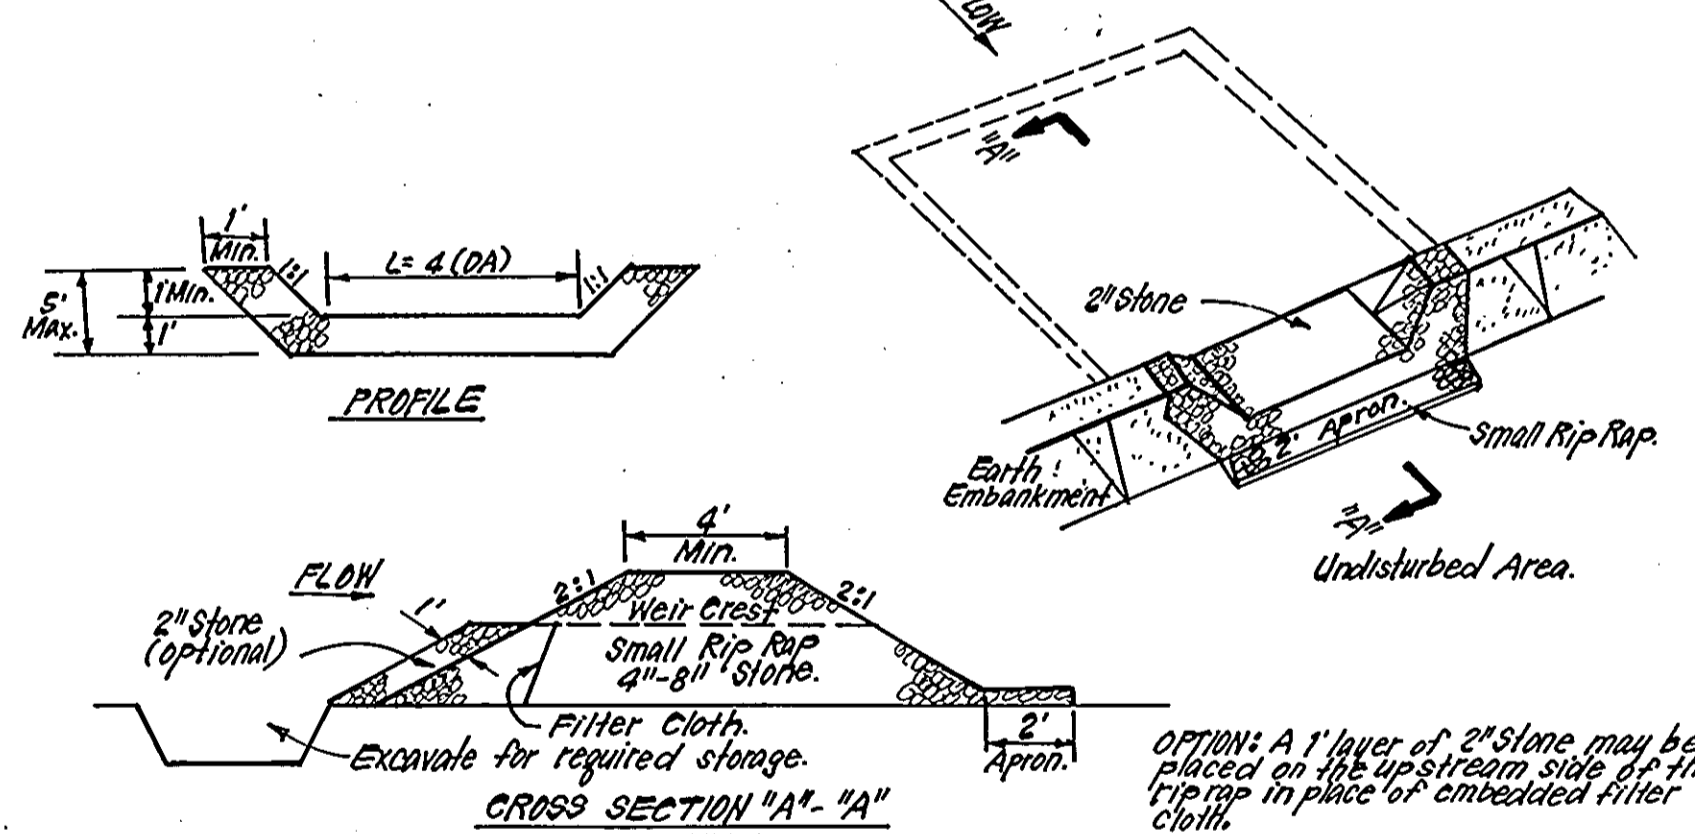 1'
Min.
1:1
L= 4 (DA)
1:1
5'
Max.
1' Min.
1'
PROFILE
"A"
2" Stone
2' Apron.
Small Rip Rap.
Earth
Embankment
"A"
Undisturbed Area.
FLOW
4'
Min.
2:1
2:1
1'
2" Stone
(optional)
Weir Crest
Small Rip Rap
4"-8" Stone.
Filter Cloth.
Excavate for required storage.
2'
Apron.
CROSS SECTION "A"- "A"
OPTION: A 1' layer of 2" Stone may be
placed on the upstream side of
rip rap in place of embedded filter
cloth.